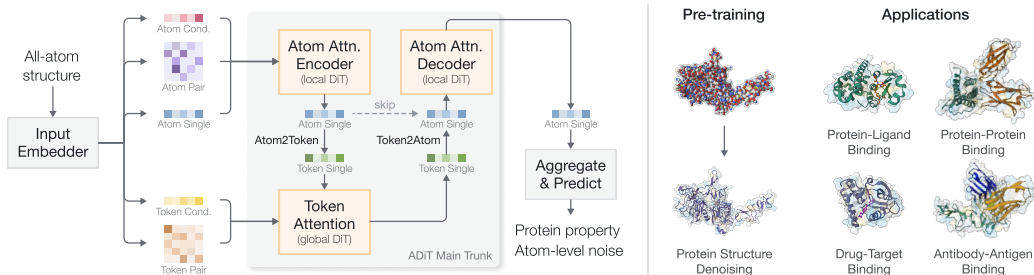 All-atom
structure
Input
Embedder
Atom Cond.
Atom Pair
Atom Single
Token Cond.
Token Pair
Atom Attn.
Encoder
(local DiT)
Atom Single
Atom2Token
Token Single
Token
Attention
(global DiT)
skip
Atom Attn.
Decoder
(local DiT)
Atom Single
Token2Atom
Token Single
ADiT Main Trunk
Atom Single
Aggregate
& Predict
Protein property
Atom-level noise
Pre-training
Protein Structure
Denoising
Applications
Protein-Ligand
Binding
Protein-Protein
Binding
Drug-Target
Binding
Antibody-Antigen
Binding